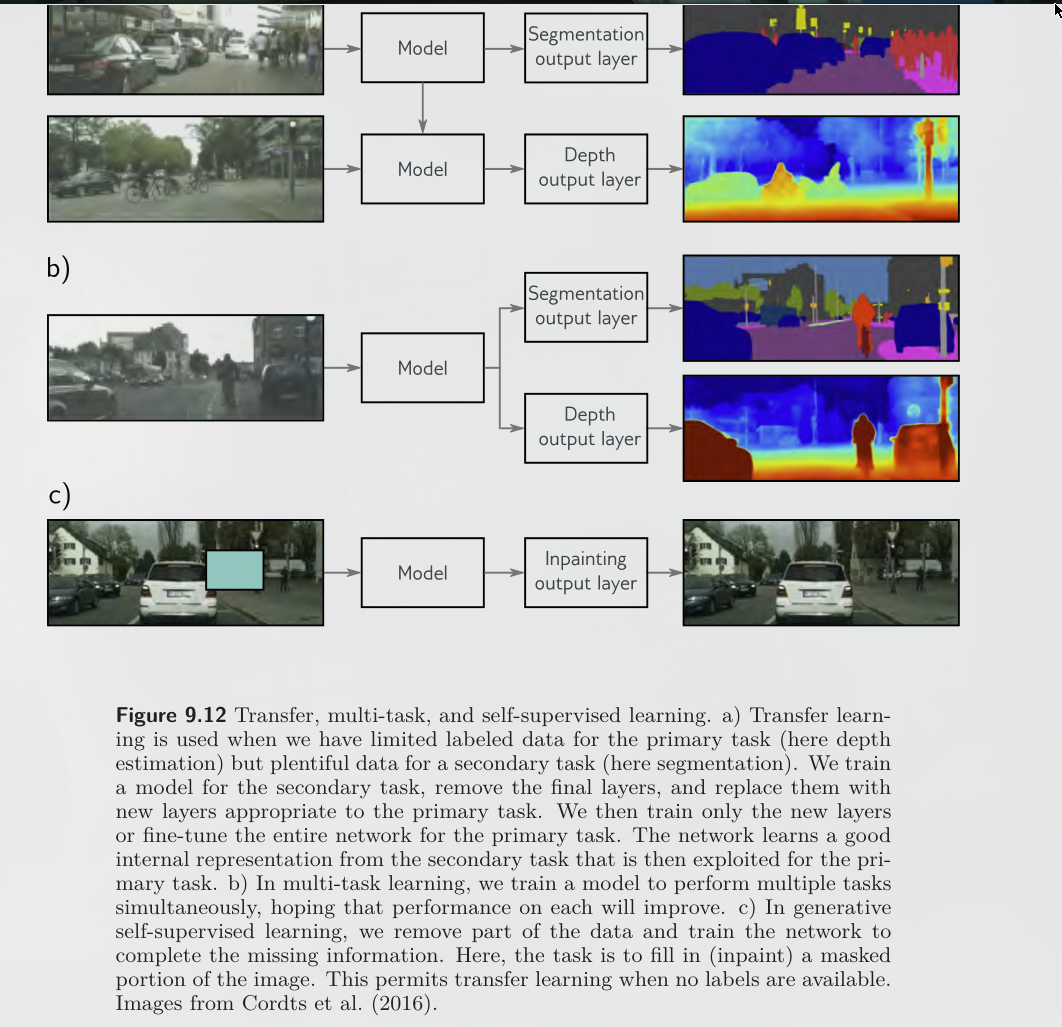 Model
Segmentation
output layer
Model
Depth
output layer
b)
Segmentation
output layer
Model
Depth
output layer
c)
Model
Inpainting
output layer
Figure 9.12 Transfer, multi-task, and self-supervised learning. a) Transfer learn-
ing is used when we have limited labeled data for the primary task (here depth
estimation) but plentiful data for a secondary task (here segmentation). We train
a model for the secondary task, remove the final layers, and replace them with
new layers appropriate to the primary task. We then train only the new layers
or fine-tune the entire network for the primary task. The network learns a good
internal representation from the secondary task that is then exploited for the pri-
mary task. b) In multi-task learning, we train a model to perform multiple tasks
simultaneously, hoping that performance on each will improve. c) In generative
self-supervised learning, we remove part of the data and train the network to
complete the missing information. Here, the task is to fill in (inpaint) a masked
portion of the image. This permits transfer learning when no labels are available.
Images from Cordts et al. (2016).